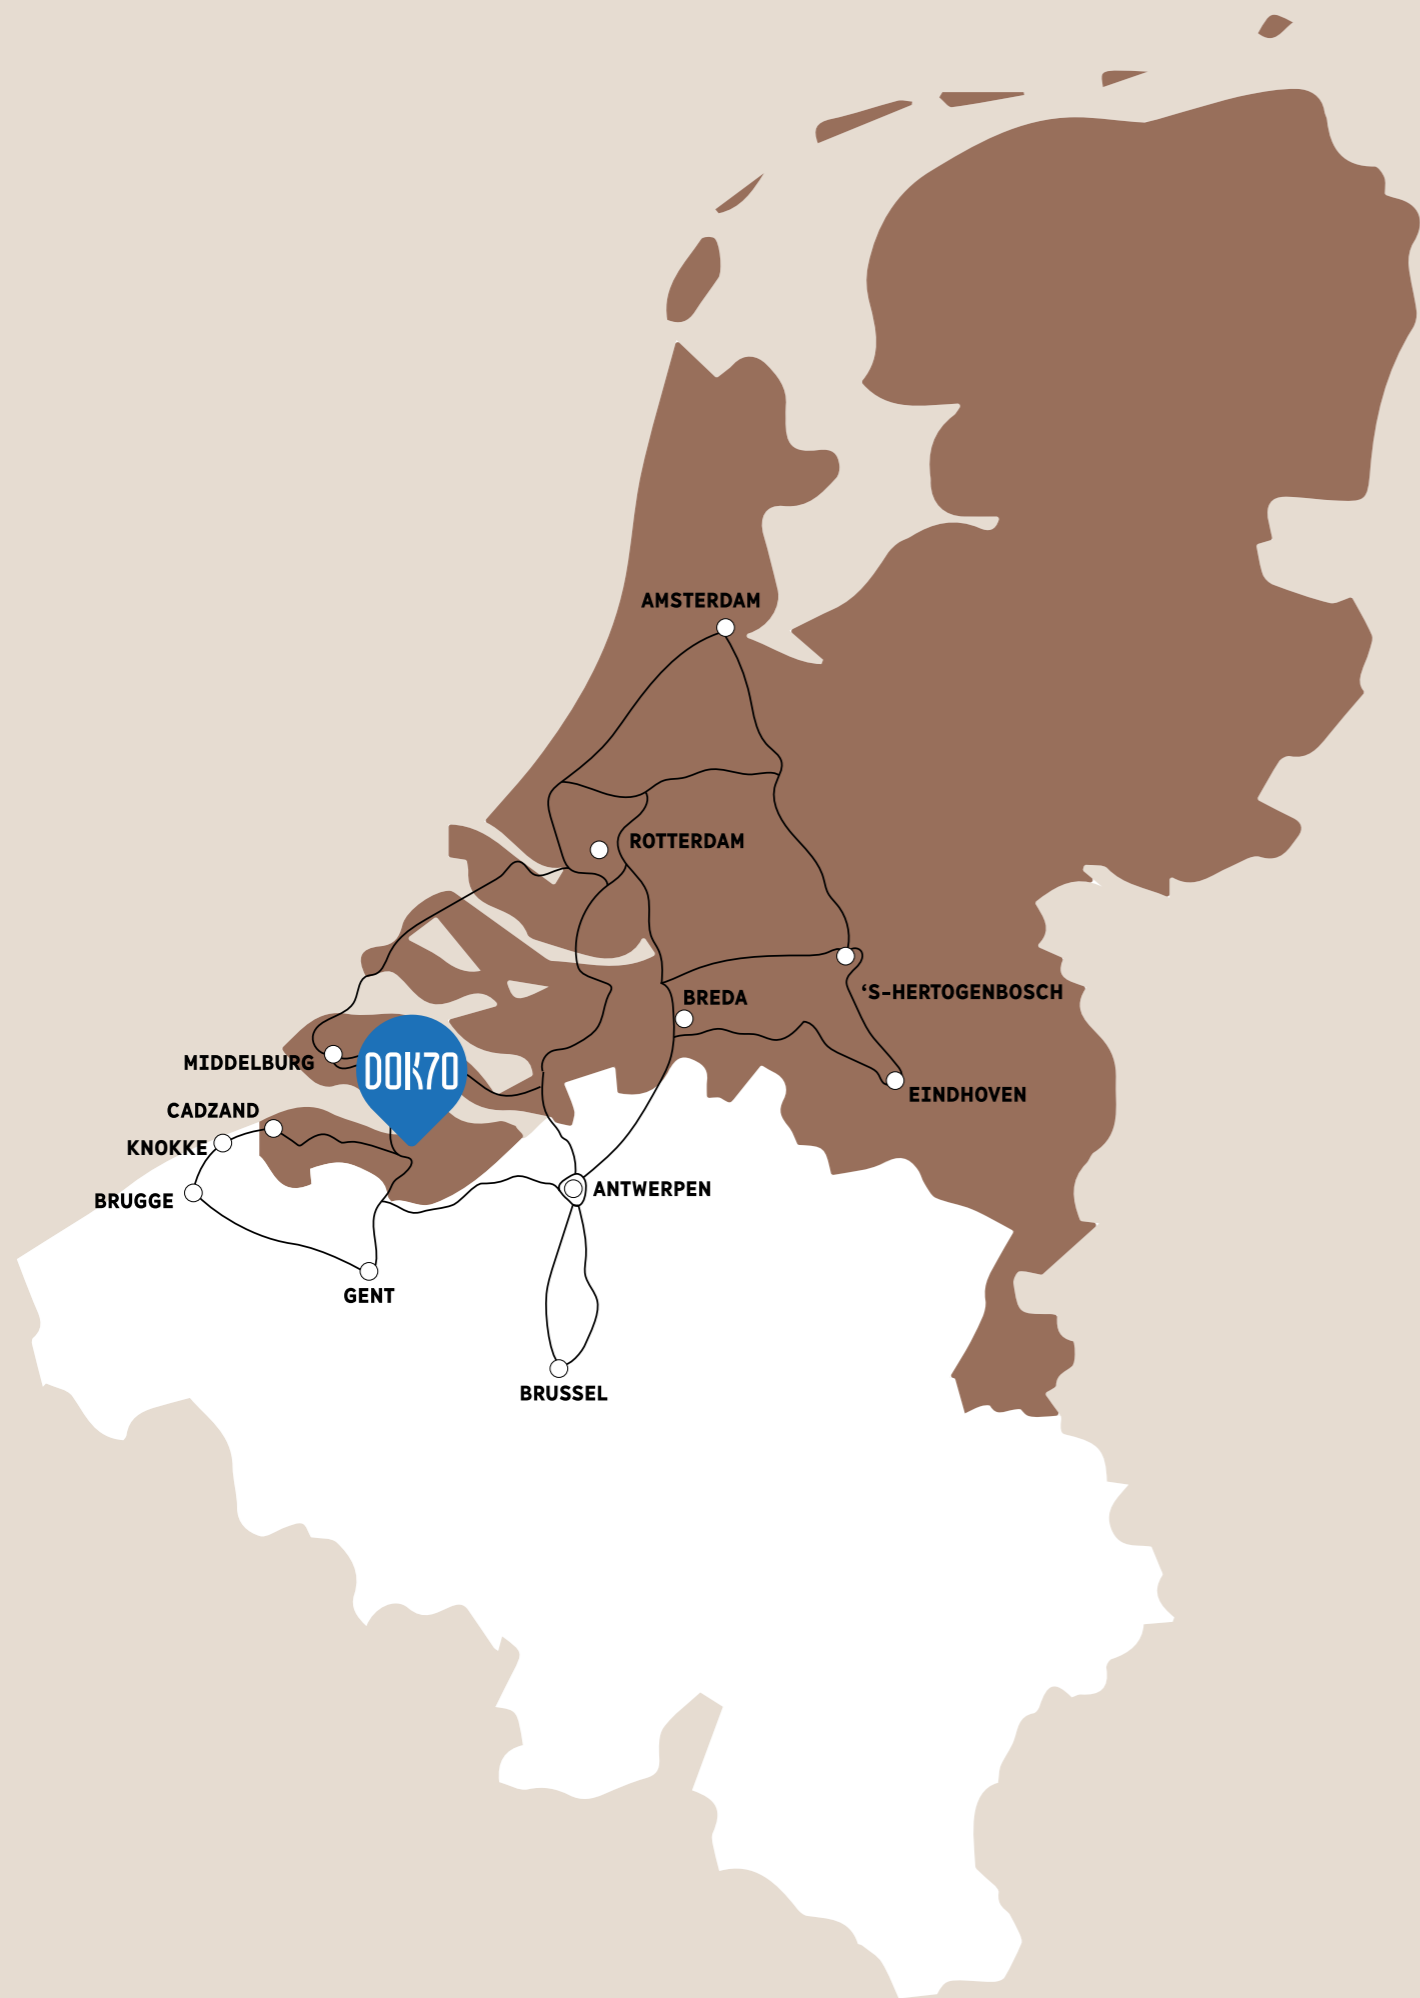 AMSTERDAM
ROTTERDAM
'S-HERTOGENBOSCH
BREDA
MIDDELBURG
DOK70
EINDHOVEN
CADZAND
KNOKKE
ANTWERPEN
BRUGGE
GENT
BRUSSEL